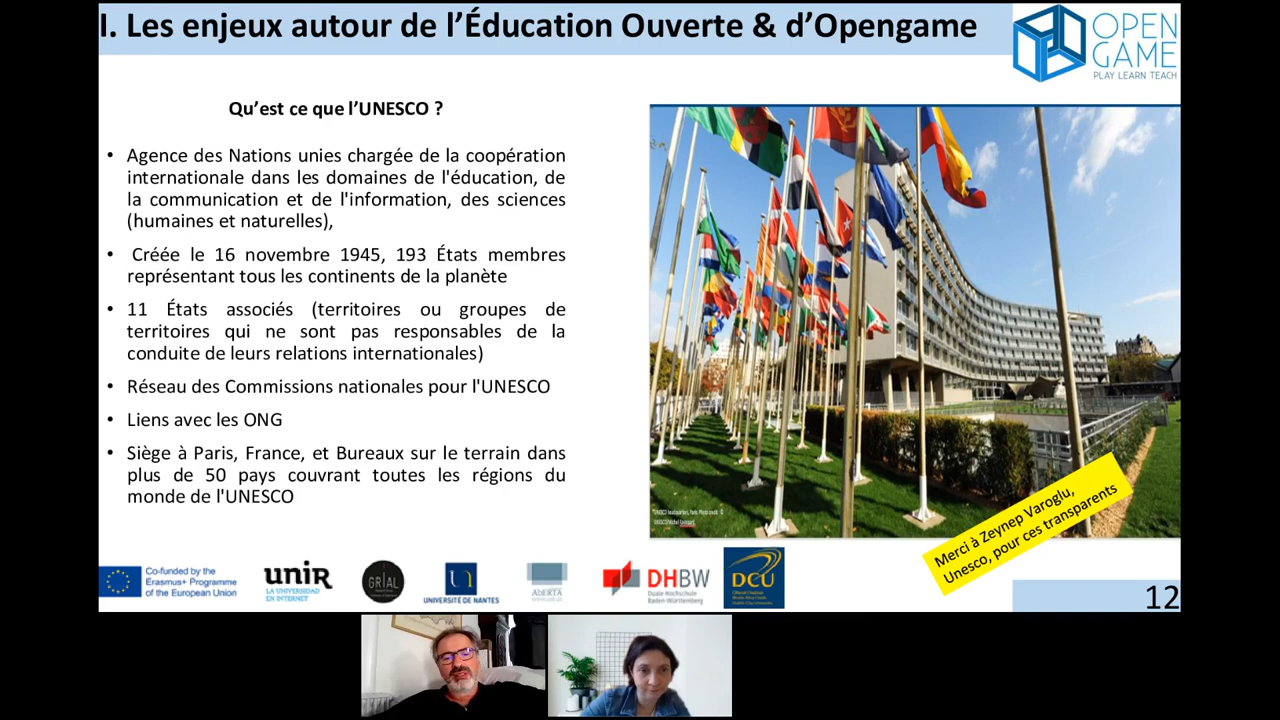 I. Les enjeux autour de l’Éducation Ouverte & d’Opengame
OPEN
GAME
PLAY LEARN TEACH
Qu’est ce que l’UNESCO ?
• Agence des Nations unies chargée de la coopération
internationale dans les domaines de l'éducation, de
la communication et de l'information, des sciences
(humaines et naturelles),
• Créée le 16 novembre 1945, 193 États membres
représentant tous les continents de la planète
• 11 États associés (territoires ou groupes de
territoires qui ne sont pas responsables de la
conduite de leurs relations internationales)
• Réseau des Commissions nationales pour l'UNESCO
• Liens avec les ONG
• Siège à Paris, France, et Bureaux sur le terrain dans
plus de 50 pays couvrant toutes les régions du
monde de l'UNESCO
Merci à Zeynep Varoglu,
Unesco, pour ces transparents
Co-funded by the
Erasmus+ Programme
of the European Union
unir
LA UNIVERSIDAD
EN INTERNET
GRIAL
UNIVERSITÉ DE NANTES
AbERTA
DHBW
Duale Hochschule
Baden-Württemberg
DCU
12